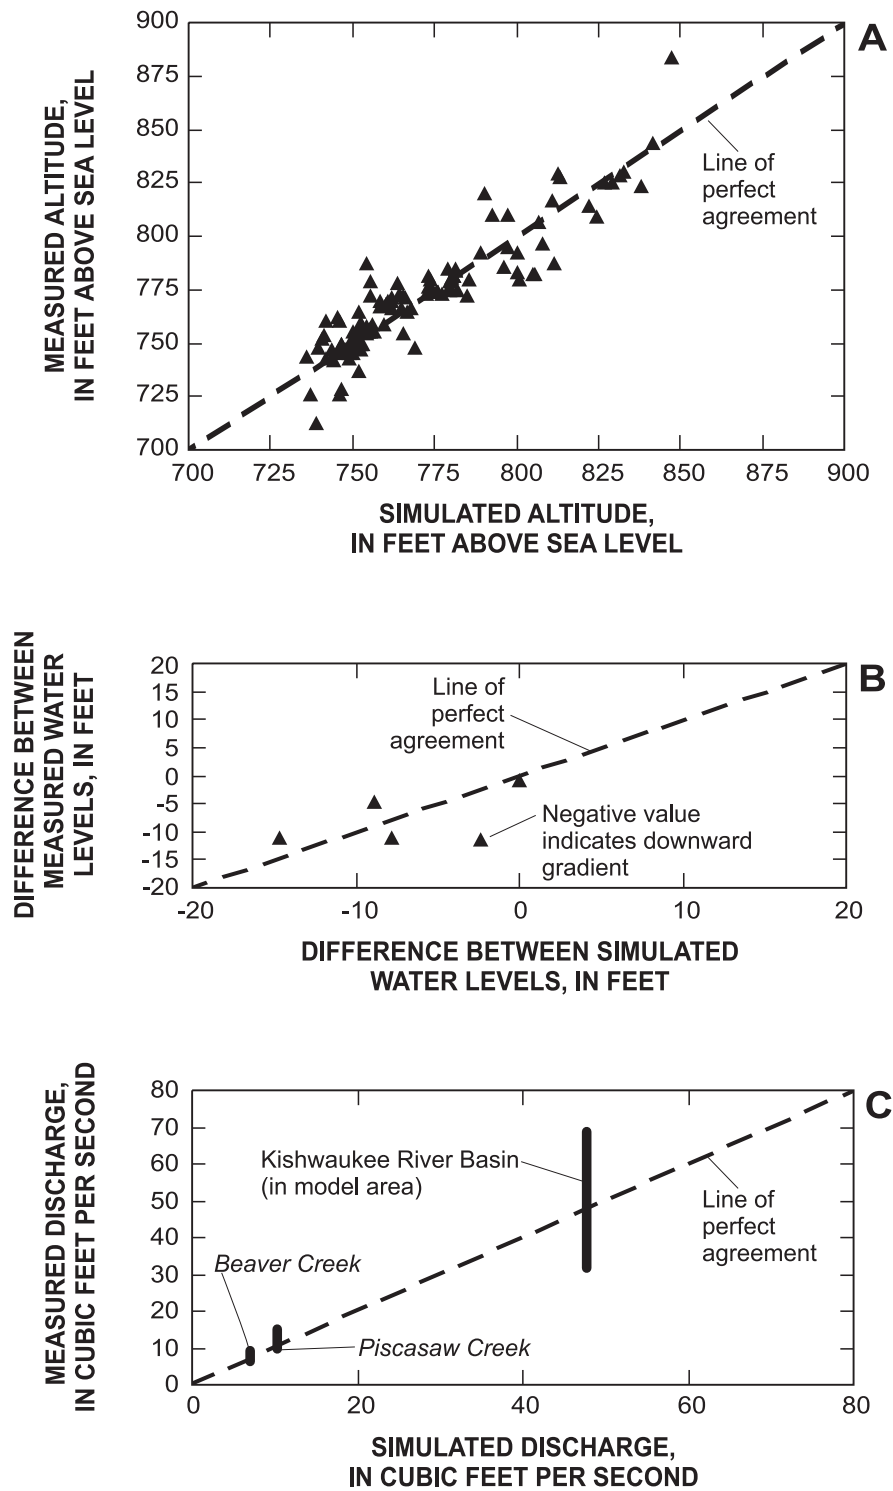 A
MEASURED ALTITUDE,
IN FEET ABOVE SEA LEVEL
900
875
850
825
800
775
750
725
700
Line of
perfect
agreement
700 725 750 775 800 825 850 875 900
SIMULATED ALTITUDE,
IN FEET ABOVE SEA LEVEL
B
DIFFERENCE BETWEEN
MEASURED WATER
LEVELS, IN FEET
20
15
10
5
0
-5
-10
-15
-20
Line of
perfect
agreement
Negative value
indicates downward
gradient
-20 -10 0 10 20
DIFFERENCE BETWEEN SIMULATED
WATER LEVELS, IN FEET
C
MEASURED DISCHARGE,
IN CUBIC FEET PER SECOND
80
70
60
50
40
30
20
10
0
Kishwaukee River Basin
(in model area)
Line of
perfect
agreement
Beaver Creek
Piscasaw Creek
0 20 40 60 80
SIMULATED DISCHARGE,
IN CUBIC FEET PER SECOND